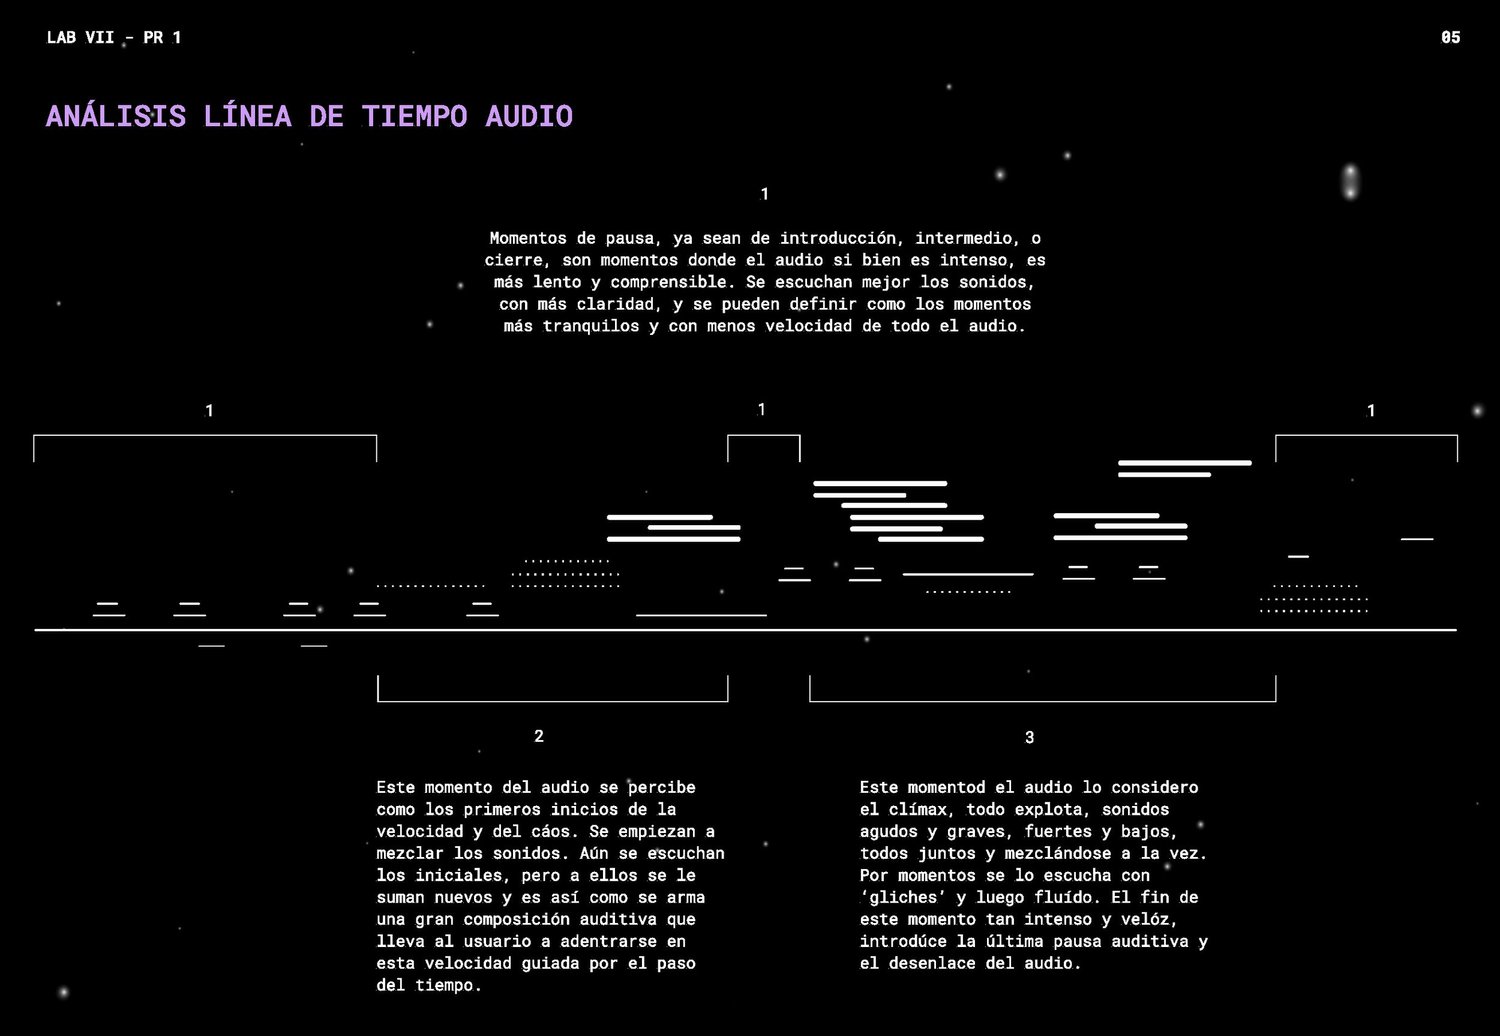 LAB VII – PR 1
05
ANÁLISIS LÍNEA DE TIEMPO AUDIO
1
Momentos de pausa, ya sean de introducción, intermedio, o
cierre, son momentos donde el audio si bien es intenso, es
más lento y comprensible. Se escuchan mejor los sonidos,
con más claridad, y se pueden definir como los momentos
más tranquilos y con menos velocidad de todo el audio.
1
1
1
2
Este momento del audio se percibe
como los primeros inicios de la
velocidad y del cáos. Se empiezan a
mezclar los sonidos. Aún se escuchan
los iniciales, pero a ellos se le
suman nuevos y es así como se arma
una gran composición auditiva que
lleva al usuario a adentrarse en
esta velocidad guiada por el paso
del tiempo.
3
Este momentod el audio lo considero
el clímax, todo explota, sonidos
agudos y graves, fuertes y bajos,
todos juntos y mezclándose a la vez.
Por momentos se lo escucha con
‘gliches’ y luego fluído. El fin de
este momento tan intenso y velóz,
introdúce la última pausa auditiva y
el desenlace del audio.